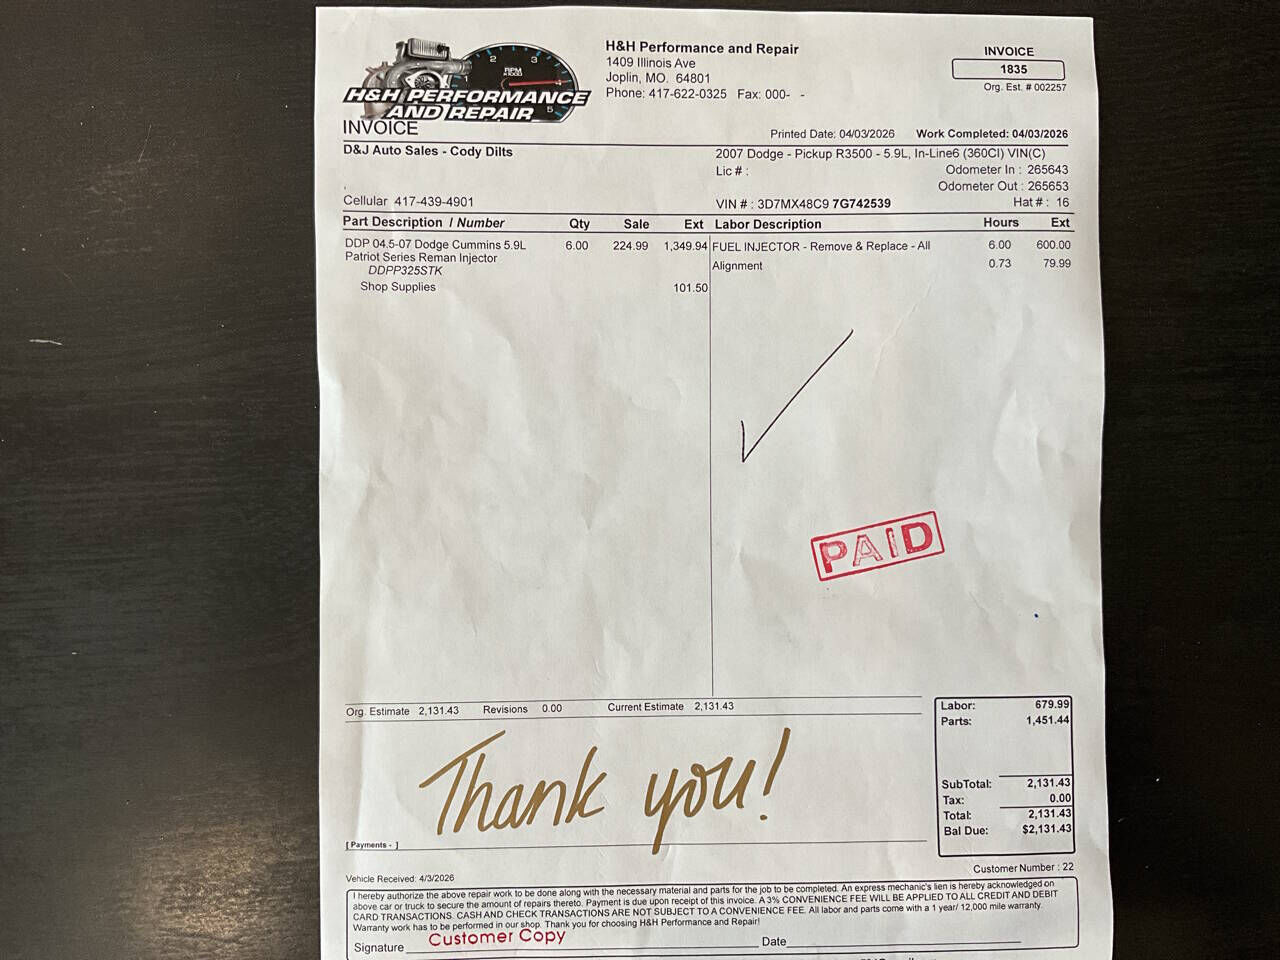 H&H Performance and Repair
1409 Illinois Ave
Joplin, MO. 64801
Phone: 417-622-0325 Fax: 000- -
INVOICE
1835
Org. Est. # 002257
2 3 4 5
RPM
x1000
1
H&H PERFORMANCE
AND REPAIR
INVOICE
Printed Date: 04/03/2026 Work Completed: 04/03/2026
D&J Auto Sales - Cody Dilts
2007 Dodge - Pickup R3500 - 5.9L, In-Line6 (360CI) VIN(C)
Lic # : Odometer In : 265643
Odometer Out : 265653
Cellular 417-439-4901
VIN # : 3D7MX48C9 7G742539 Hat # : 16
Part Description / Number Qty Sale Ext Labor Description Hours Ext
DDP 04.5-07 Dodge Cummins 5.9L 6.00 224.99 1,349.94 FUEL INJECTOR - Remove & Replace - All 6.00 600.00
Patriot Series Reman Injector
DDPP325STK
Alignment 0.73 79.99
Shop Supplies 101.50
PAID
Org. Estimate 2,131.43 Revisions 0.00 Current Estimate 2,131.43
Labor: 679.99
Parts: 1,451.44
SubTotal: 2,131.43
Tax: 0.00
Total: 2,131.43
Bal Due: $2,131.43
Thank you!
[ Payments - ]
Customer Number : 22
Vehicle Received: 4/3/2026
I hereby authorize the above repair work to be done along with the necessary material and parts for the job to be completed. An express mechanic's lien is hereby acknowledged on
above car or truck to secure the amount of repairs thereto. Payment is due upon receipt of this invoice. A 3% CONVENIENCE FEE WILL BE APPLIED TO ALL CREDIT AND DEBIT
CARD TRANSACTIONS. CASH AND CHECK TRANSACTIONS ARE NOT SUBJECT TO A CONVENIENCE FEE. All labor and parts come with a 1 year/ 12,000 mile warranty.
Warranty work has to be performed in our shop. Thank you for choosing H&H Performance and Repair!
Signature Customer Copy Date